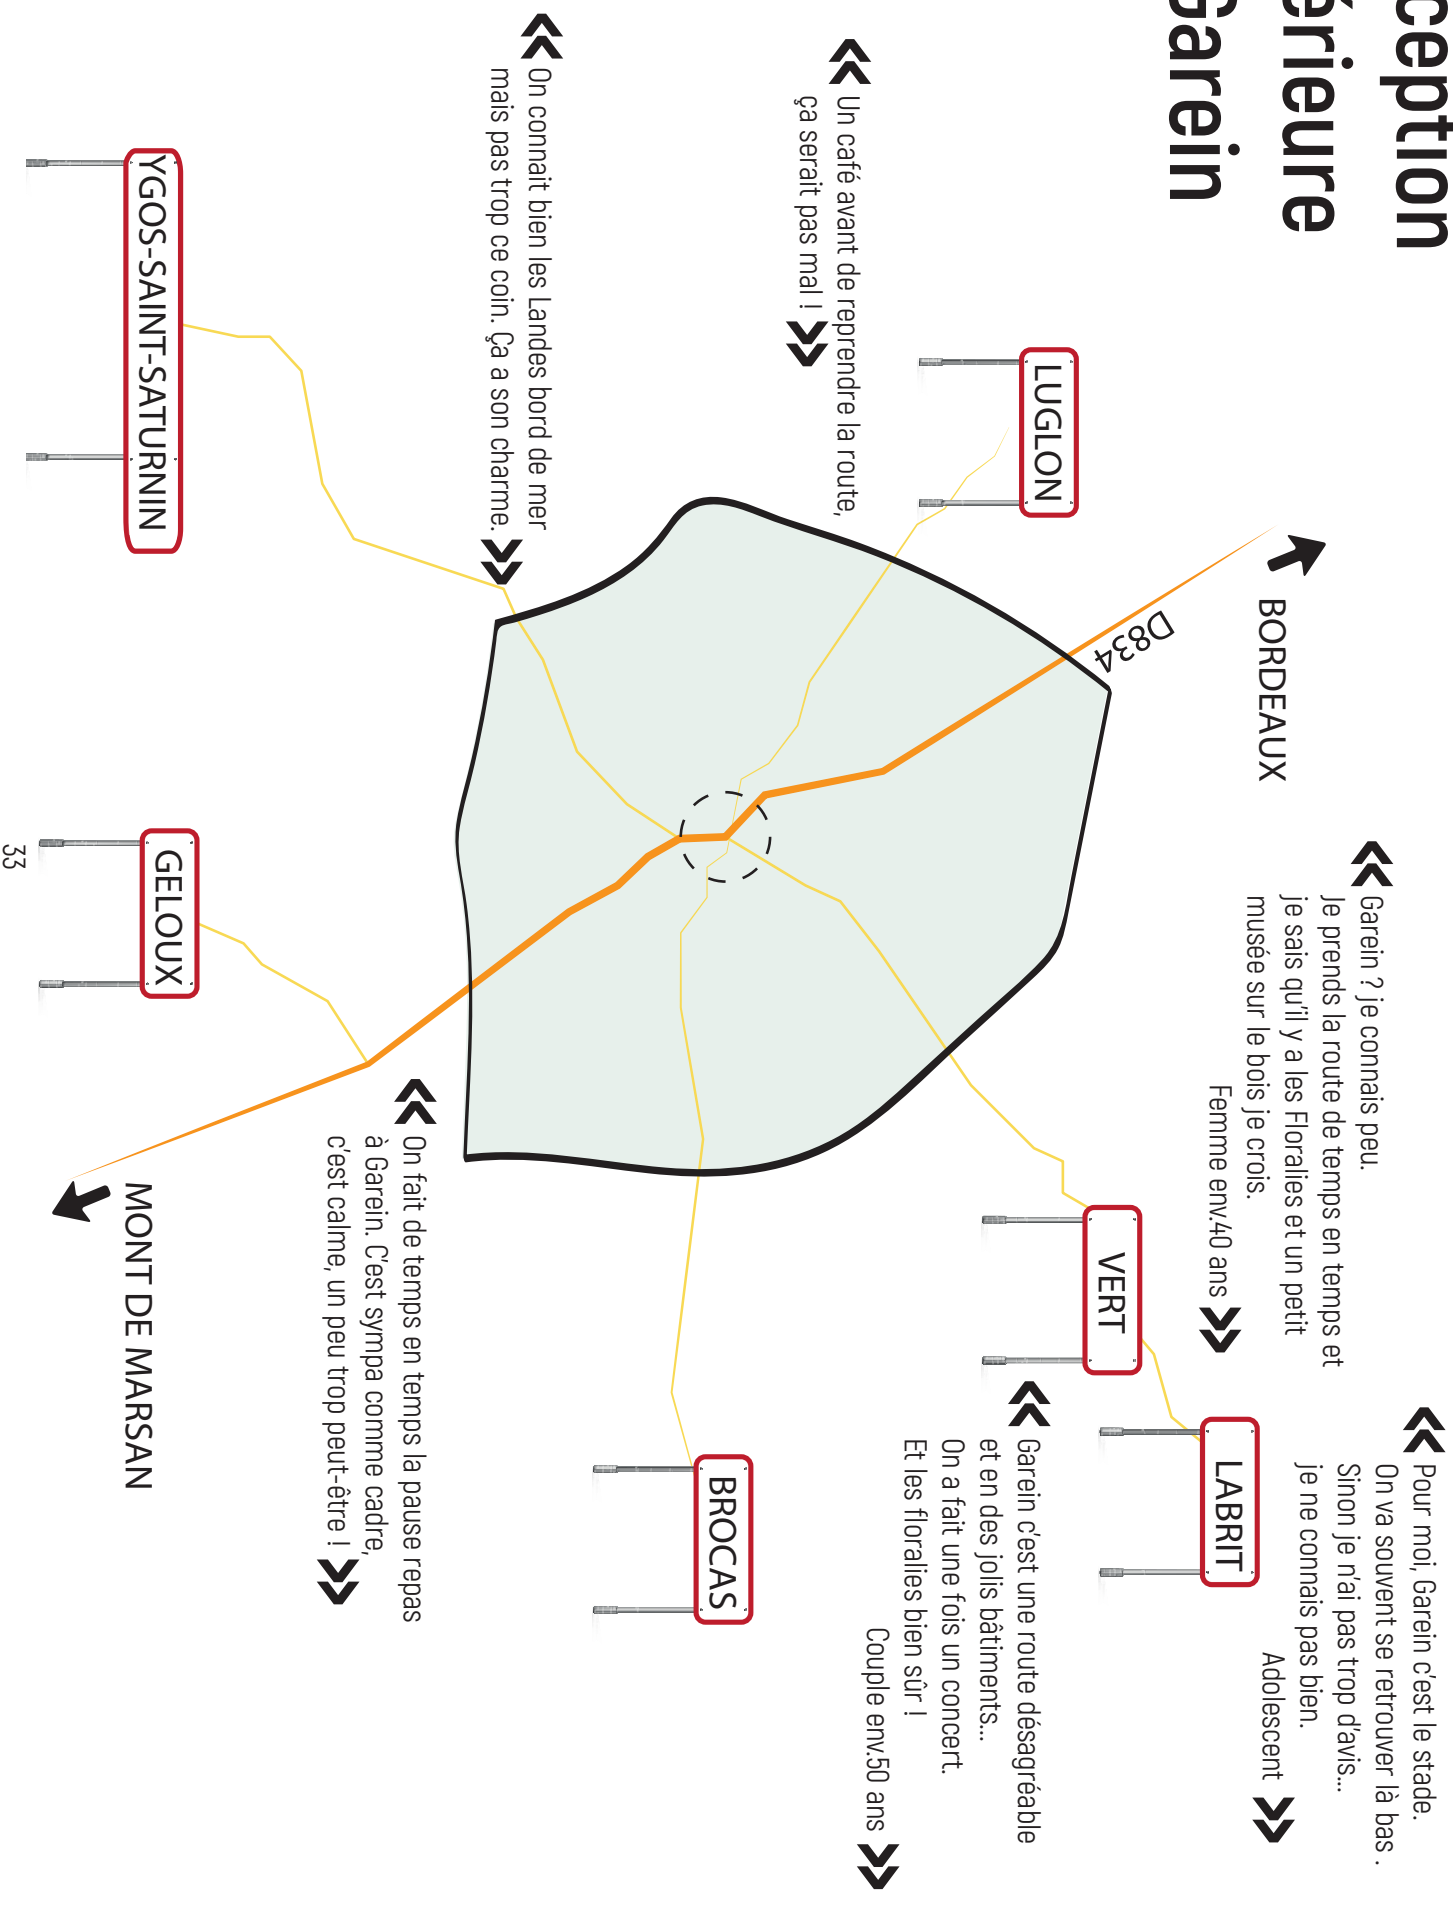 ception
érieure
Garein
« Pour moi, Garein c'est le stade.
On va souvent se retrouver là bas .
Sinon je n'ai pas trop d'avis...
je ne connais pas bien.
Adolescent »
« Garein ? je connais peu.
Je prends la route de temps en temps et
je sais qu'il y a les Floralies et un petit
musée sur le bois je crois.
Femme env.40 ans »
BORDEAUX
D834
LABRIT
VERT
LUGLON
« Garein c'est une route désagréable
et en des jolis bâtiments...
On a fait une fois un concert.
Et les floralies bien sûr !
Couple env.50 ans »
« Un café avant de reprendre la route,
ça serait pas mal ! »
BROCAS
« On connait bien les Landes bord de mer
mais pas trop ce coin. Ça a son charme. »
« On fait de temps en temps la pause repas
à Garein. C'est sympa comme cadre,
c'est calme, un peu trop peut-être ! »
YGOS-SAINT-SATURNIN
GELOUX
MONT DE MARSAN
33